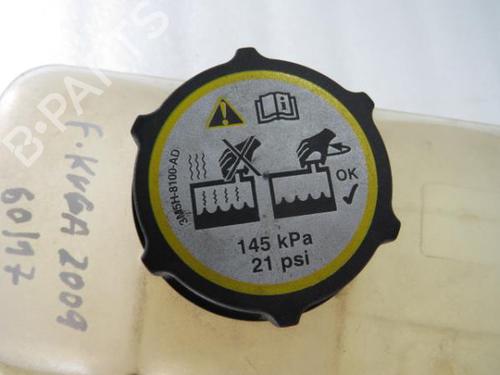 B-PARTS
3M5H-8100-AD
OK
145 kPa
21 psi
F. KUGA 2009
60/17